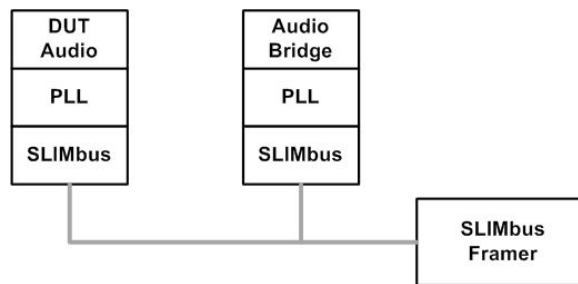 DUT
Audio
PLL
SLIMbus
Audio
Bridge
PLL
SLIMbus
SLIMbus
Framer